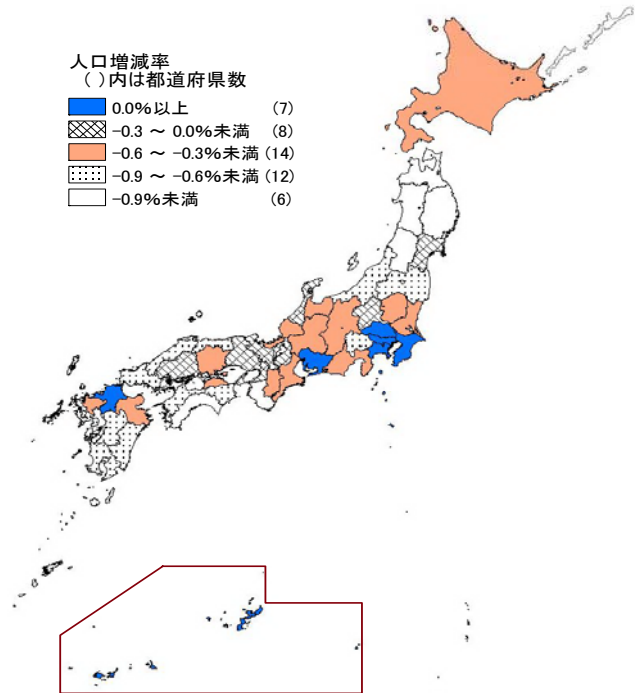 人口増減率
( )内は都道府県数
0.0%以上 (7)
-0.3 ～ 0.0%未満 (8)
-0.6 ～ -0.3%未満 (14)
-0.9 ～ -0.6%未満 (12)
-0.9%未満 (6)